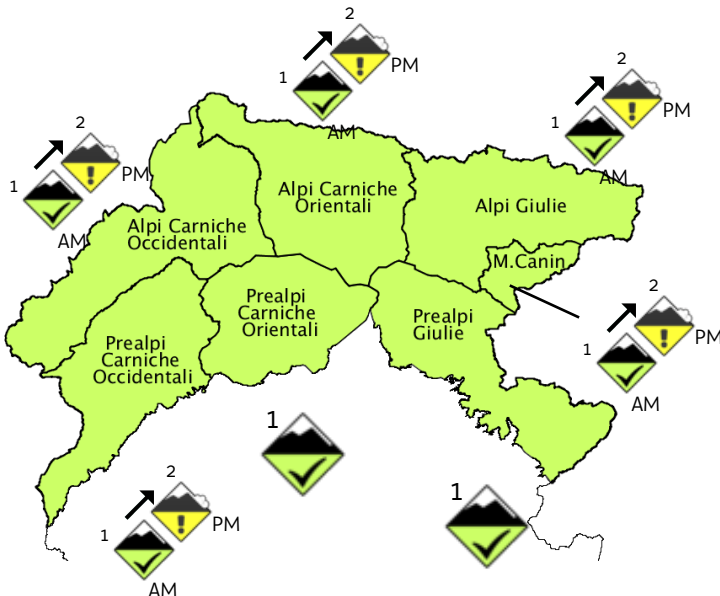 2
1
PM
AM
2
1
PM
AM
2
1
PM
AM
Alpi Carniche
Orientali
Alpi Giulie
Alpi Carniche
Occidentali
M.Canin
Prealpi
Carniche
Orientali
Prealpi
Giulie
Prealpi
Carniche
Occidentali
2
1
PM
AM
1
1
2
1
PM
AM